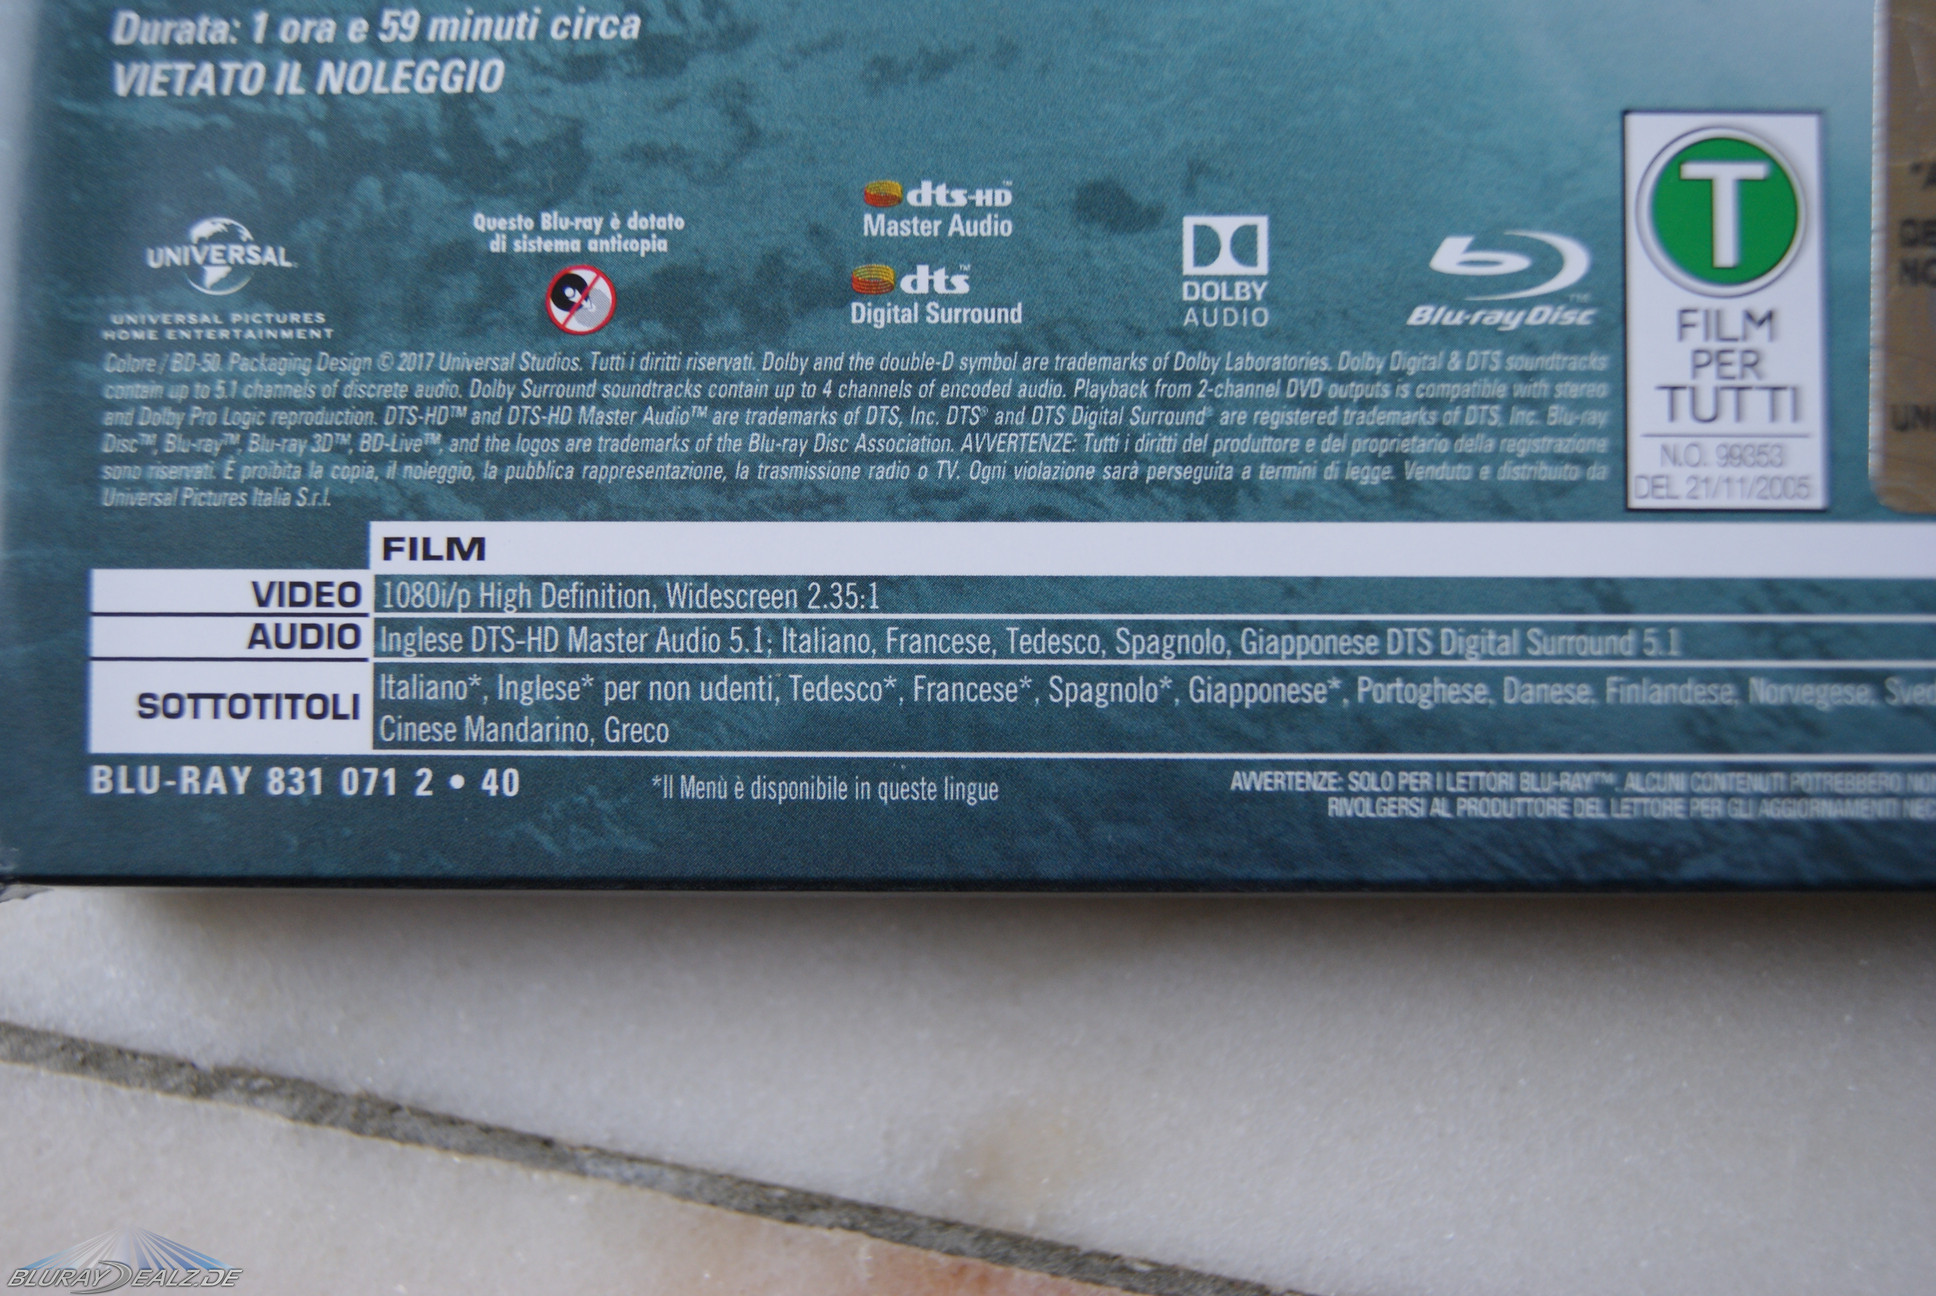 Durata: 1 ora e 59 minuti circa
VIETATO IL NOLEGGIO
UNIVERSAL
UNIVERSAL PICTURES
HOME ENTERTAINMENT
Questo Blu-ray è dotato
di sistema anticopia
dts-HD™
Master Audio
dts™
Digital Surround
DOLBY
AUDIO
Blu-ray Disc™
T
FILM
PER
TUTTI
N.O. 99353
DEL 21/11/2005
Colore / BD-50. Packaging Design © 2017 Universal Studios. Tutti i diritti riservati. Dolby and the double-D symbol are trademarks of Dolby Laboratories. Dolby Digital & DTS soundtracks
contain up to 5.1 channels of discrete audio. Dolby Surround soundtracks contain up to 4 channels of encoded audio. Playback from 2-channel DVD outputs is compatible with stereo
and Dolby Pro Logic reproduction. DTS-HD™ and DTS-HD Master Audio™ are trademarks of DTS, Inc. DTS® and DTS Digital Surround® are registered trademarks of DTS, Inc. Blu-ray
Disc™, Blu-ray™, Blu-ray 3D™, BD-Live™, and the logos are trademarks of the Blu-ray Disc Association. AVVERTENZE: Tutti i diritti del produttore e del proprietario della registrazione
sono riservati. È proibita la copia, il noleggio, la pubblica rappresentazione, la trasmissione radio o TV. Ogni violazione sarà perseguita a termini di legge. Venduto e distribuito da
Universal Pictures Italia S.r.l.
FILM
VIDEO 1080i/p High Definition, Widescreen 2.35:1
AUDIO Inglese DTS-HD Master Audio 5.1; Italiano, Francese, Tedesco, Spagnolo, Giapponese DTS Digital Surround 5.1
SOTTOTITOLI Italiano*, Inglese* per non udenti, Tedesco*, Francese*, Spagnolo*, Giapponese*, Portoghese, Danese, Finlandese, Norvegese,
Cinese Mandarino, Greco
BLU-RAY 831 071 2 • 40
*Il Menù è disponibile in queste lingue
AVVERTENZE: SOLO PER I LETTORI BLU-RAY™. ALCUNI CONTENUTI POTREBBERO
RIVOLGERSI AL PRODUTTORE DEL LETTORE PER GLI AGGIORNAMENTI
BLURAYDEALZ.DE